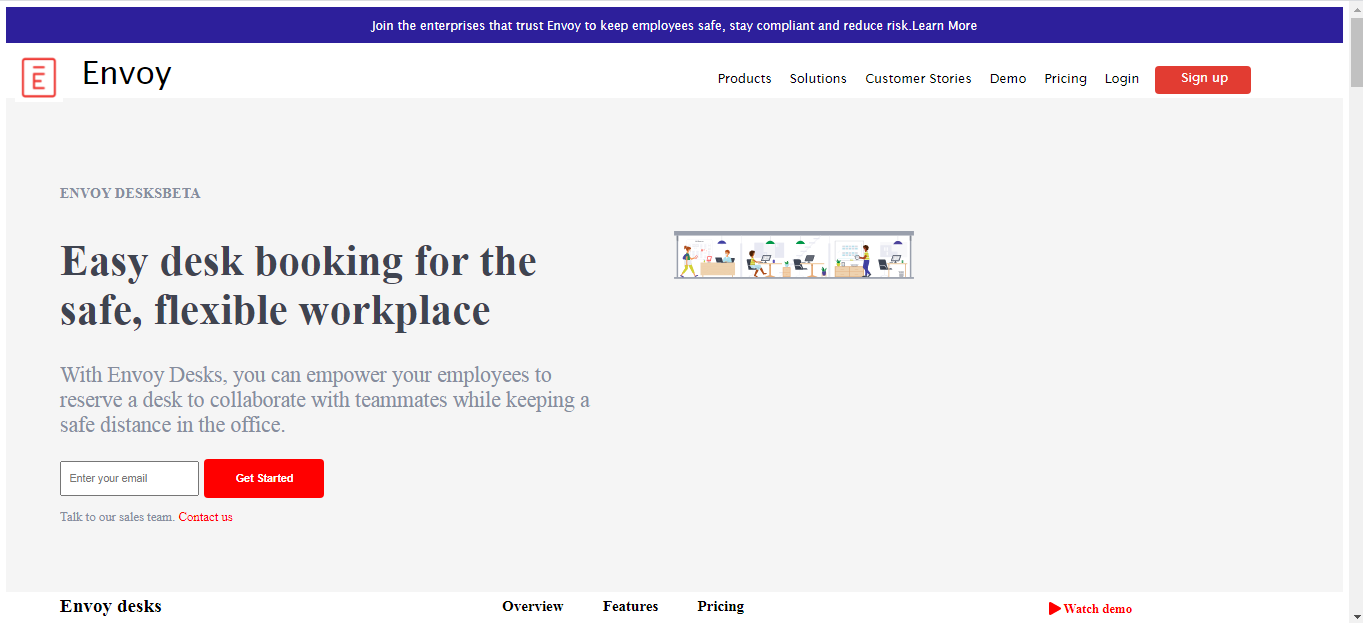 Join the enterprises that trust Envoy to keep employees safe, stay compliant and reduce risk.Learn More
E Envoy
Products Solutions Customer Stories Demo Pricing Login Sign up
ENVOY DESKSBETA
Easy desk booking for the
safe, flexible workplace
With Envoy Desks, you can empower your employees to
reserve a desk to collaborate with teammates while keeping a
safe distance in the office.
Enter your email Get Started
Talk to our sales team. Contact us
Envoy desks Overview Features Pricing Watch demo